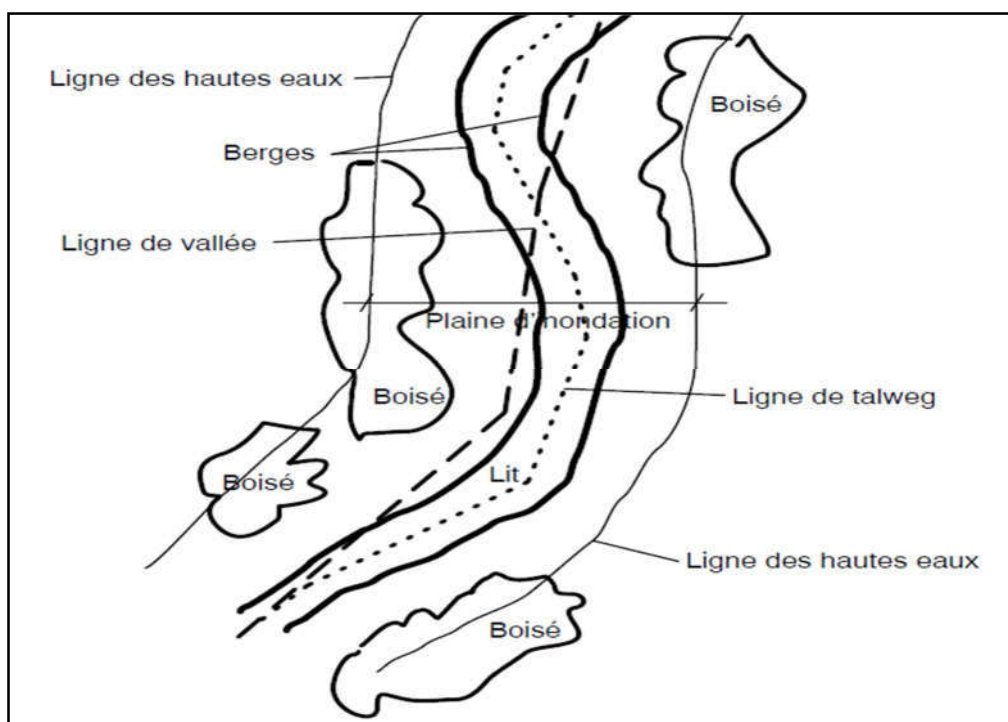 Ligne des hautes eaux
Boisé
Berges
Ligne de vallée
Plaine d'inondation
Boisé
Ligne de talweg
Boisé
Lit
Ligne des hautes eaux
Boisé